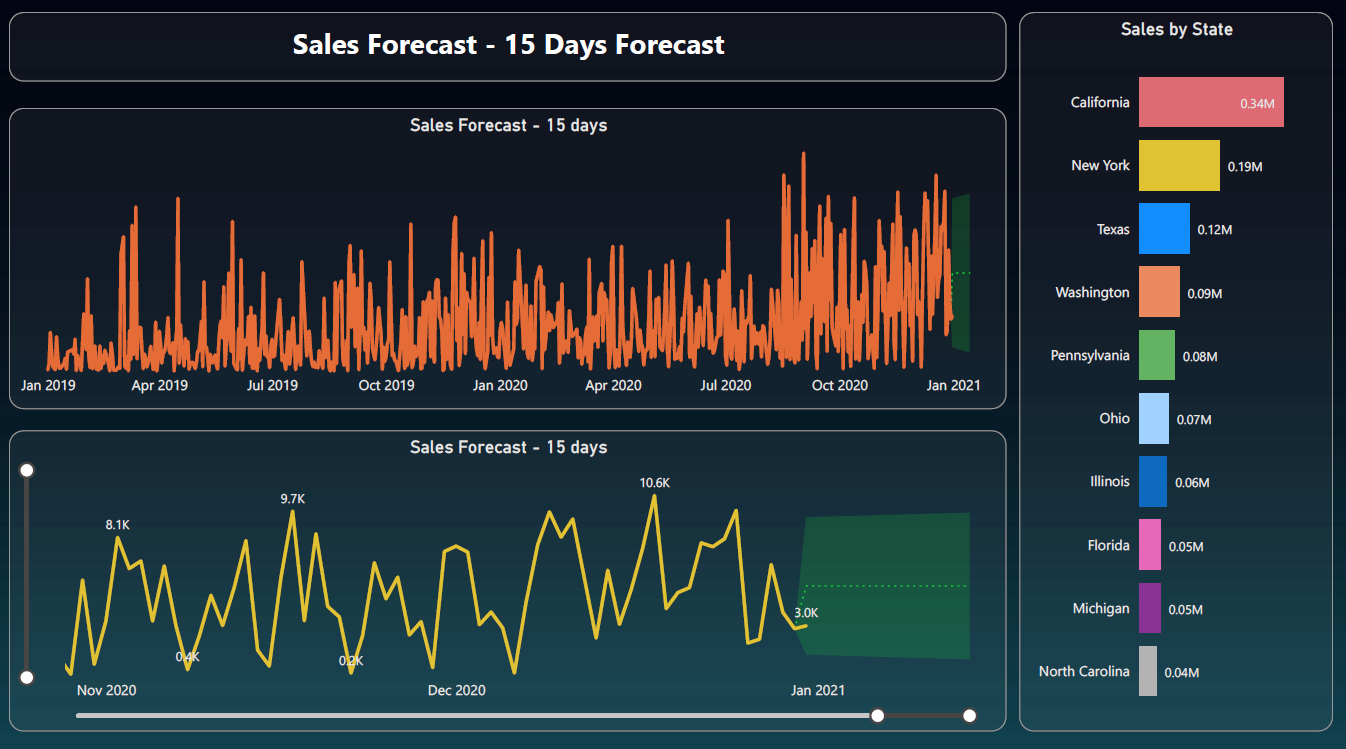 Sales Forecast - 15 Days Forecast
Sales Forecast - 15 days
Jan 2019 Apr 2019 Jul 2019 Oct 2019 Jan 2020 Apr 2020 Jul 2020 Oct 2020 Jan 2021
Sales Forecast - 15 days
10.6K
9.7K
8.1K
3.0K
0.4K 0.2K
Nov 2020 Dec 2020 Jan 2021
Sales by State
California 0.34M
New York 0.19M
Texas 0.12M
Washington 0.09M
Pennsylvania 0.08M
Ohio 0.07M
Illinois 0.06M
Florida 0.05M
Michigan 0.05M
North Carolina 0.04M